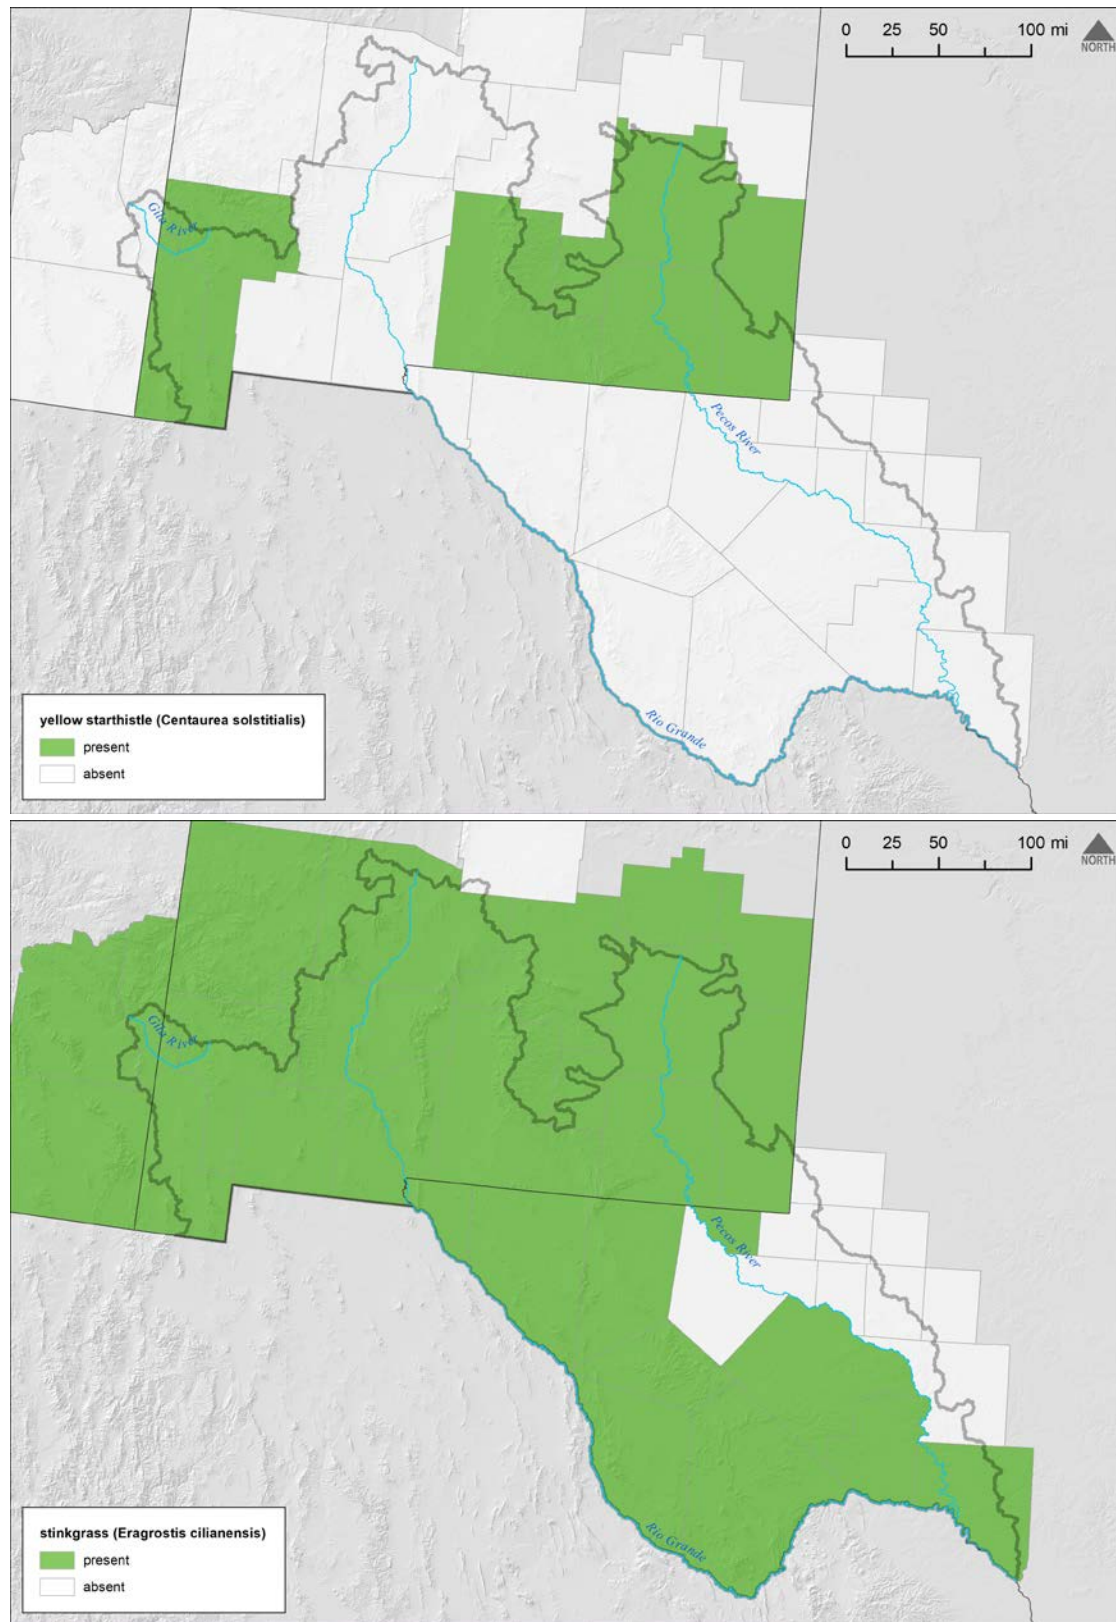 0 25 50 100 mi
NORTH
Gila River
Pecos River
Rio Grande
yellow starthistle (Centaurea solstitialis)
present
absent
0 25 50 100 mi
NORTH
Gila River
Pecos River
Rio Grande
stinkgrass (Eragrostis cilianensis)
present
absent